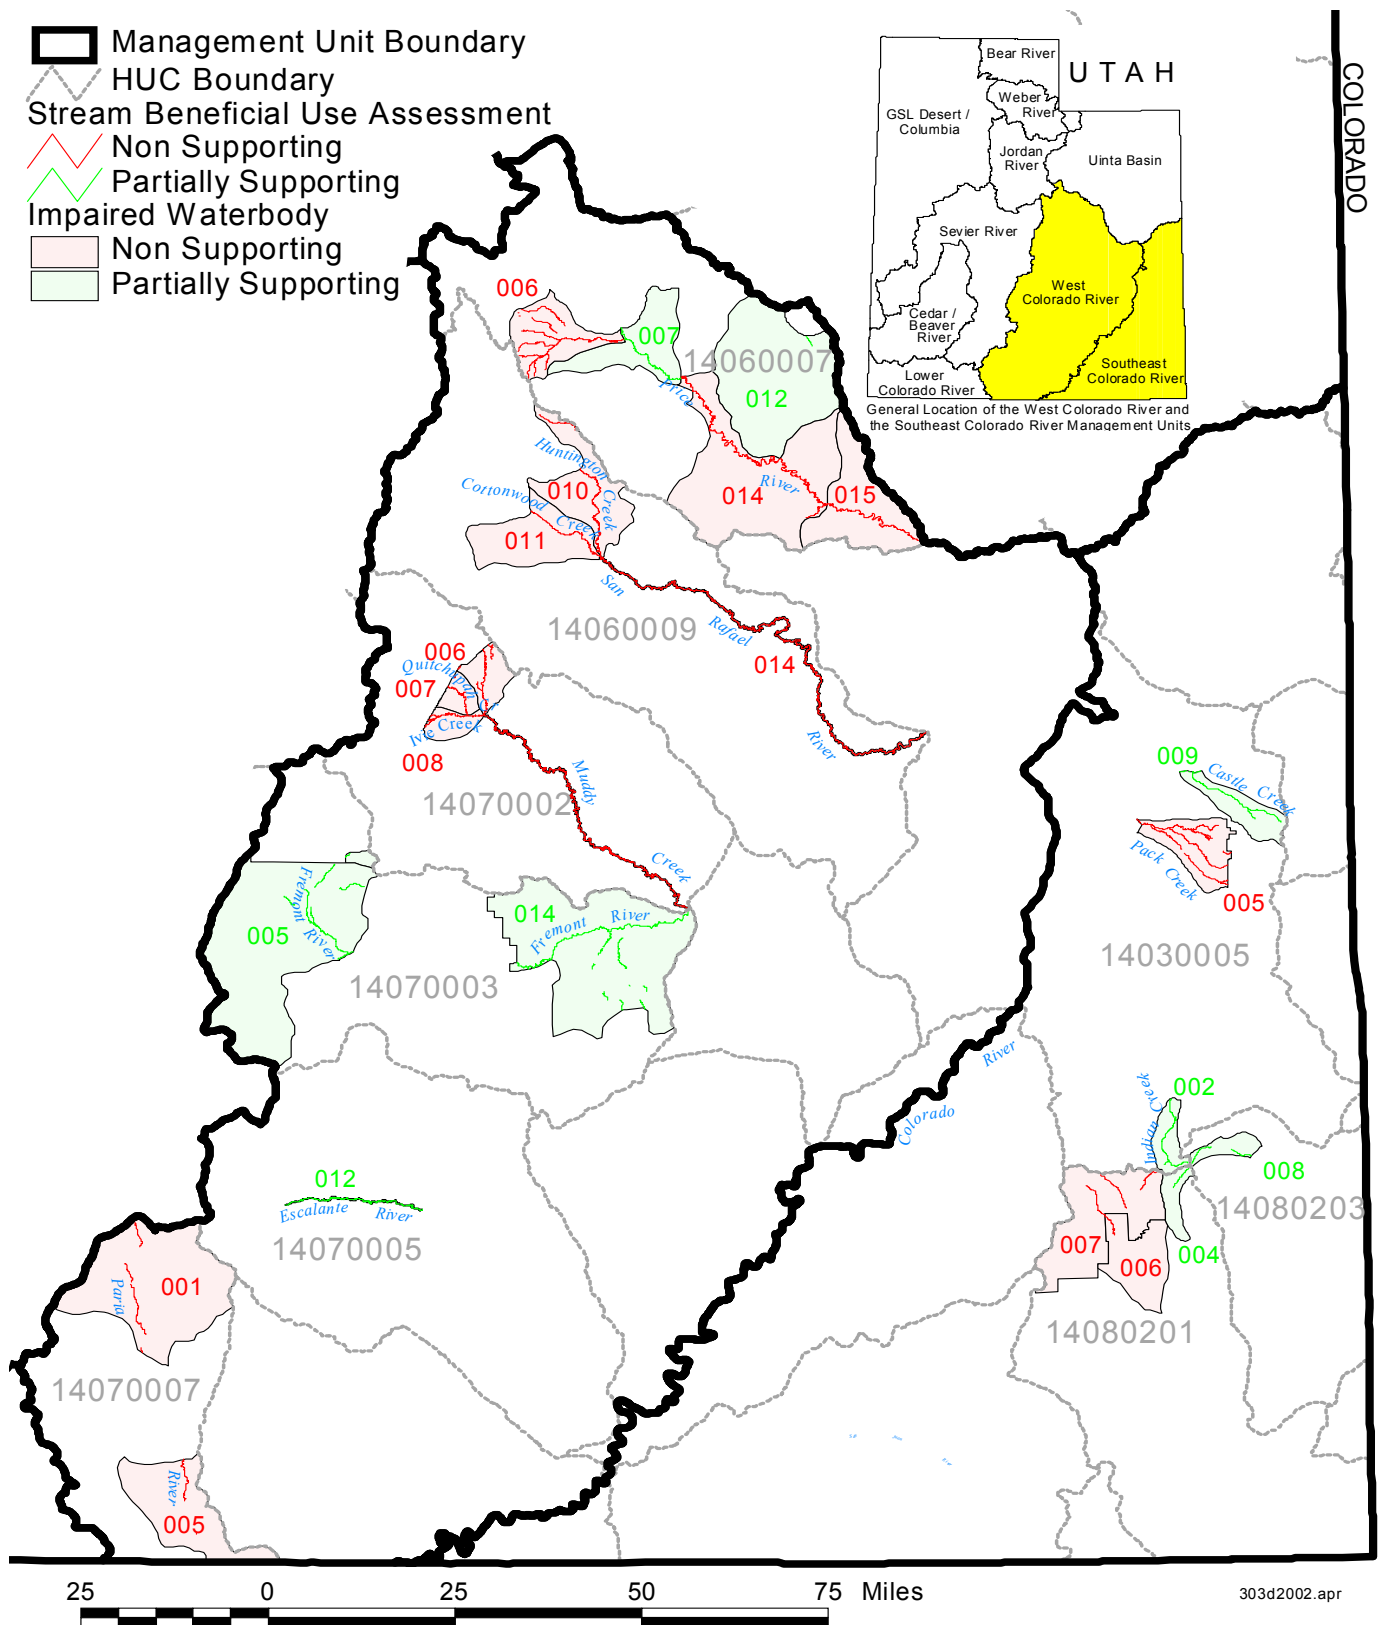 Management Unit Boundary
HUC Boundary
Stream Beneficial Use Assessment
Non Supporting
Partially Supporting
Impaired Waterbody
Non Supporting
Partially Supporting
UTAH
Bear River
Weber
River
GSL Desert /
Columbia
Jordan
River
Uinta Basin
Sevier River
West
Colorado River
Cedar /
Beaver
River
Southeast
Colorado River
Lower
Colorado River
General Location of the West Colorado River and
the Southeast Colorado River Management Units
COLORADO
006
007
14060007
012
Price
River
014
015
Huntington
Creek
010
Cottonwood
Creek
011
San
Rafael
River
14060009
014
006
Quitchupah
Cr
007
Ivie Creek
008
Muddy
Creek
14070002
009
Castle Creek
Pack
Creek
005
14030005
Fremont
River
005
014
Fremont River
14070003
River
Colorado
Indian Creek
002
008
14080203
004
007
006
14080201
012
Escalante River
14070005
001
Paria
14070007
River
005
25 0 25 50 75 Miles
303d2002.apr